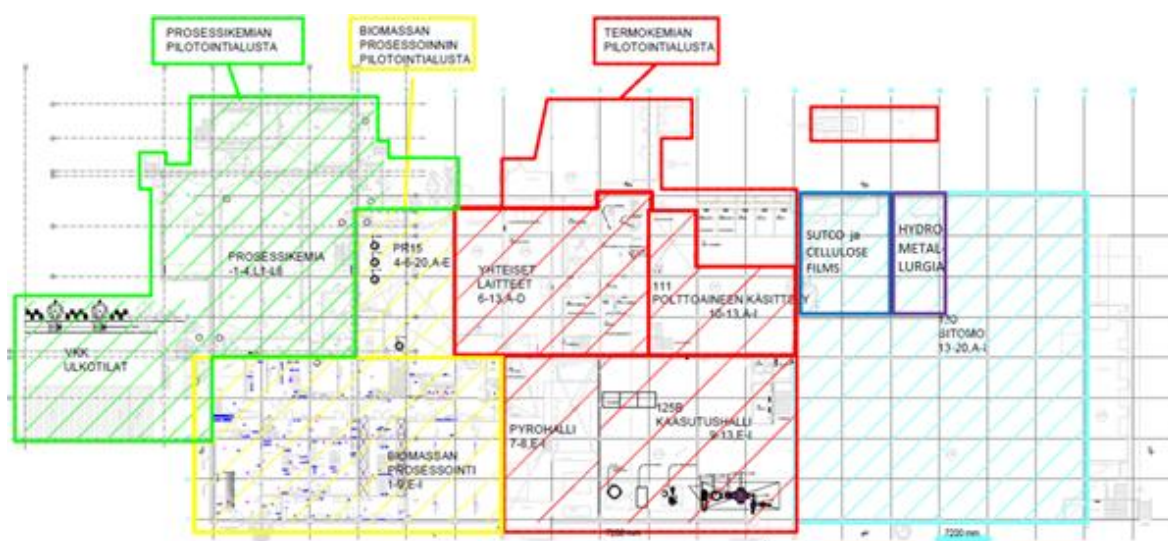 PROSESSIKEMIAN
PILOTOINTIALUSTA
BIOMASSAN
PROSESSOINNIN
PILOTOINTIALUSTA
TERMOKEMIAN
PILOTOINTIALUSTA
PROSESSIKEMIA
-1-4,L1-L6
PR15
4-6-20,A-E
YHTEISET
LAITTEET
6-13,A-D
111
POLTTOAINEEN KÄSITTELY
10-13,A-I
SUTCO ja
CELLULOSE
FILMS
HYDRO
METAL-
LURGIA
130
SITOMO
13-20,A-I
VKK
ULKOTILAT
BIOMASSAN
PROSESSOINTI
1-9,E-I
PYROHALLI
7-8,E-I
125B
KAASUTUSHALLI
9-13,E-I
7200 mm
7200 mm